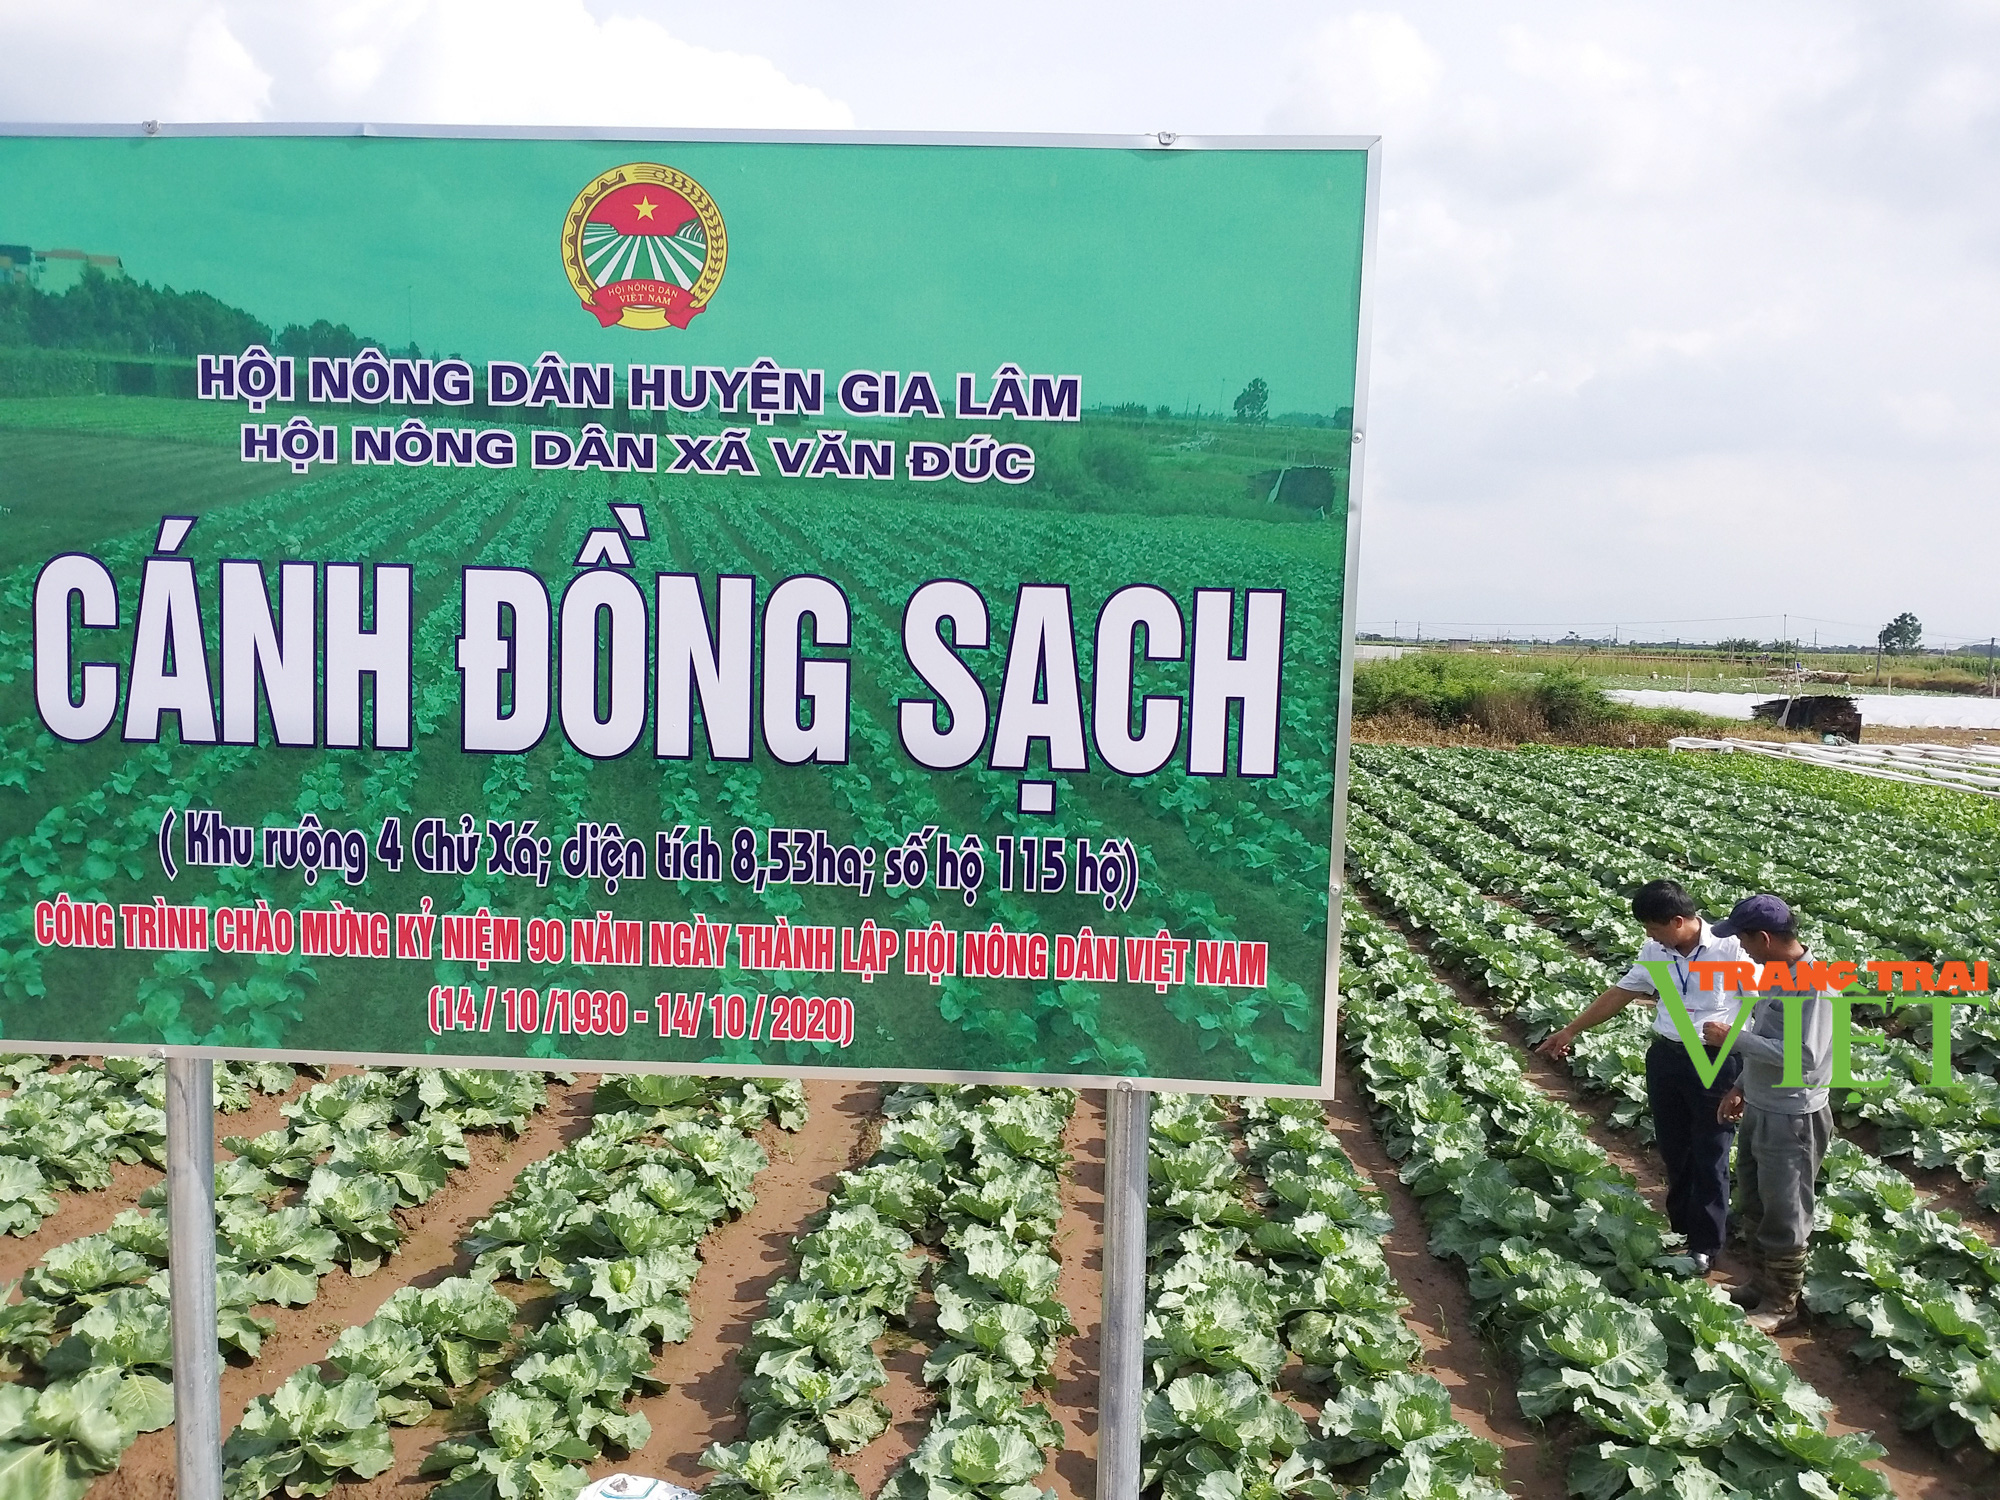 HỘI NÔNG DÂN
VIỆT NAM
HỘI NÔNG DÂN HUYỆN GIA LÂM
HỘI NÔNG DÂN XÃ VĂN ĐỨC
CÁNH ĐỒNG SẠCH
( Khu ruộng 4 Chử Xá; diện tích 8,53ha; số hộ 115 hộ)
CÔNG TRÌNH CHÀO MỪNG KỶ NIỆM 90 NĂM NGÀY THÀNH LẬP HỘI NÔNG DÂN VIỆT NAM
(14/ 10 /1930 - 14/ 10 / 2020)
TRANG TRẠI
VIỆT